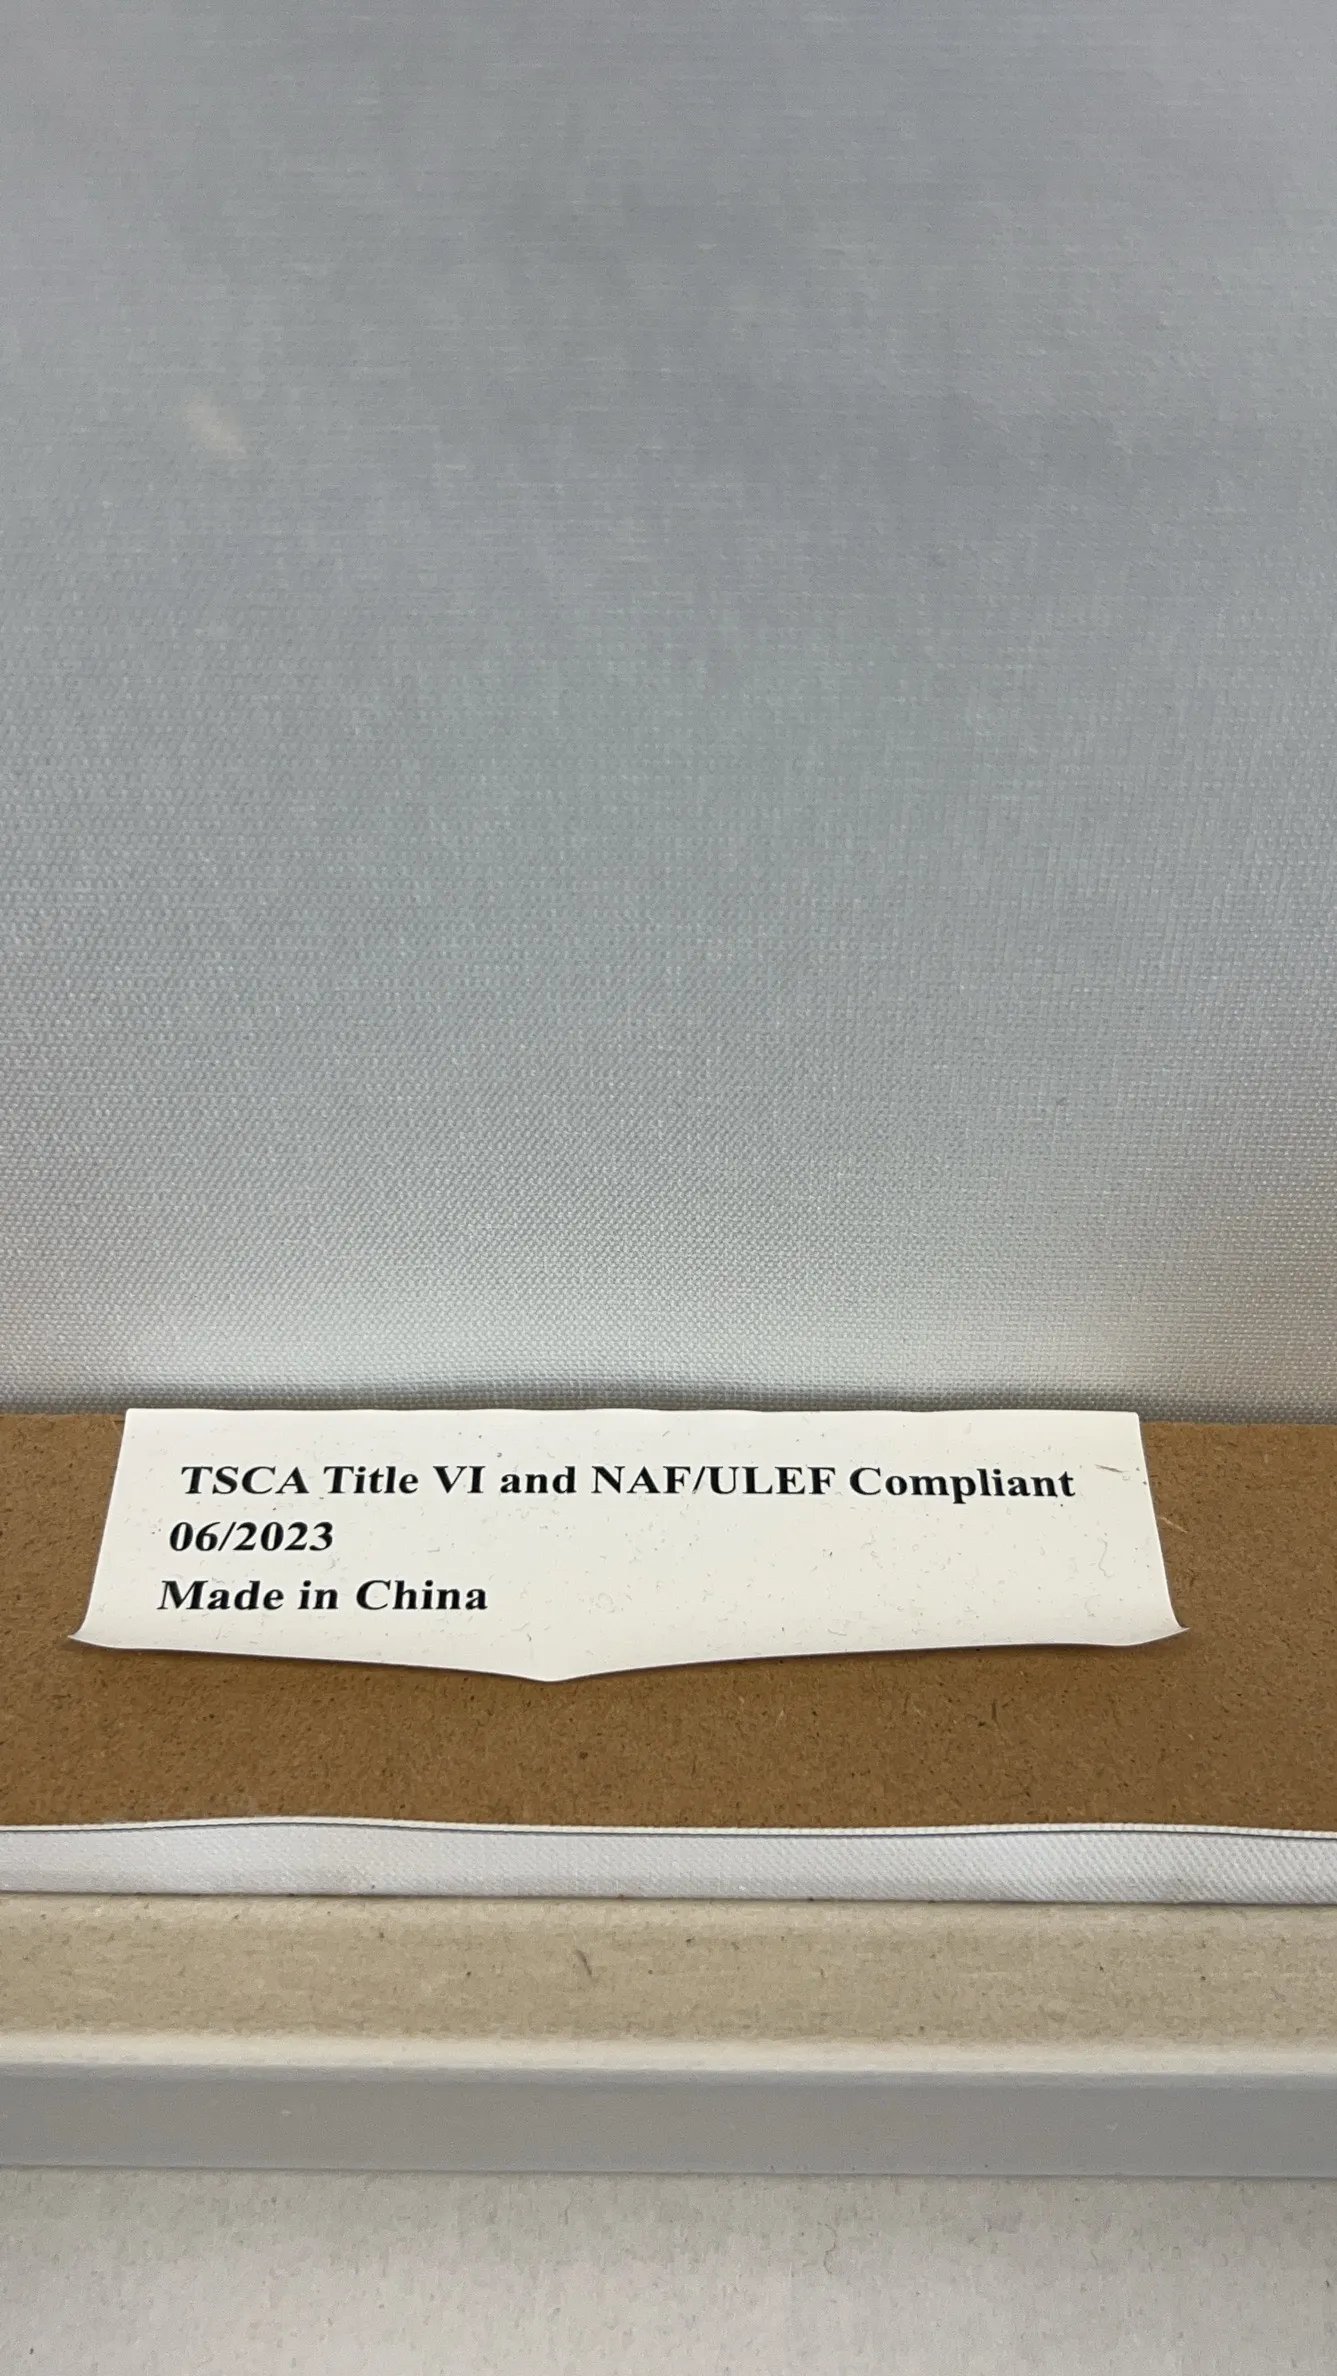 TSCA Title VI and NAF/ULEF Compliant
06/2023
Made in China